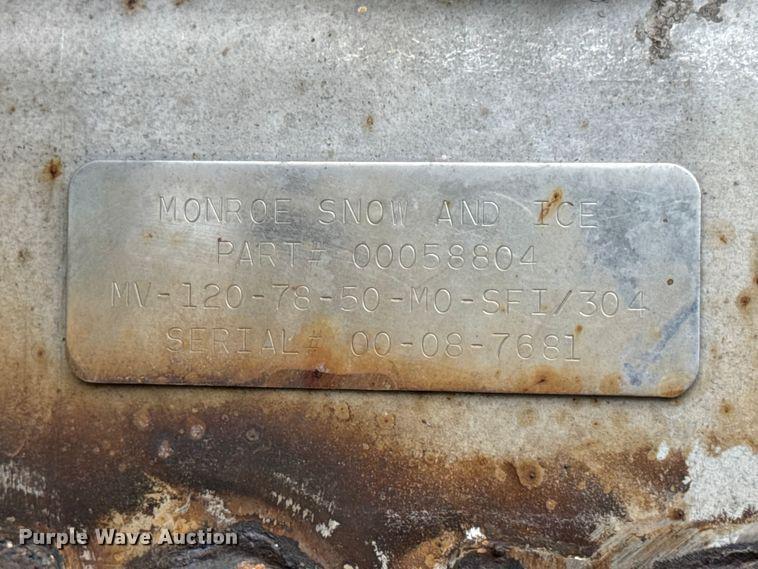 MONROE SNOW AND ICE
PART# 00058804
MV-120-78-50-MO-SFI/304
SERIAL# 00-08-7681
Purple Wave Auction